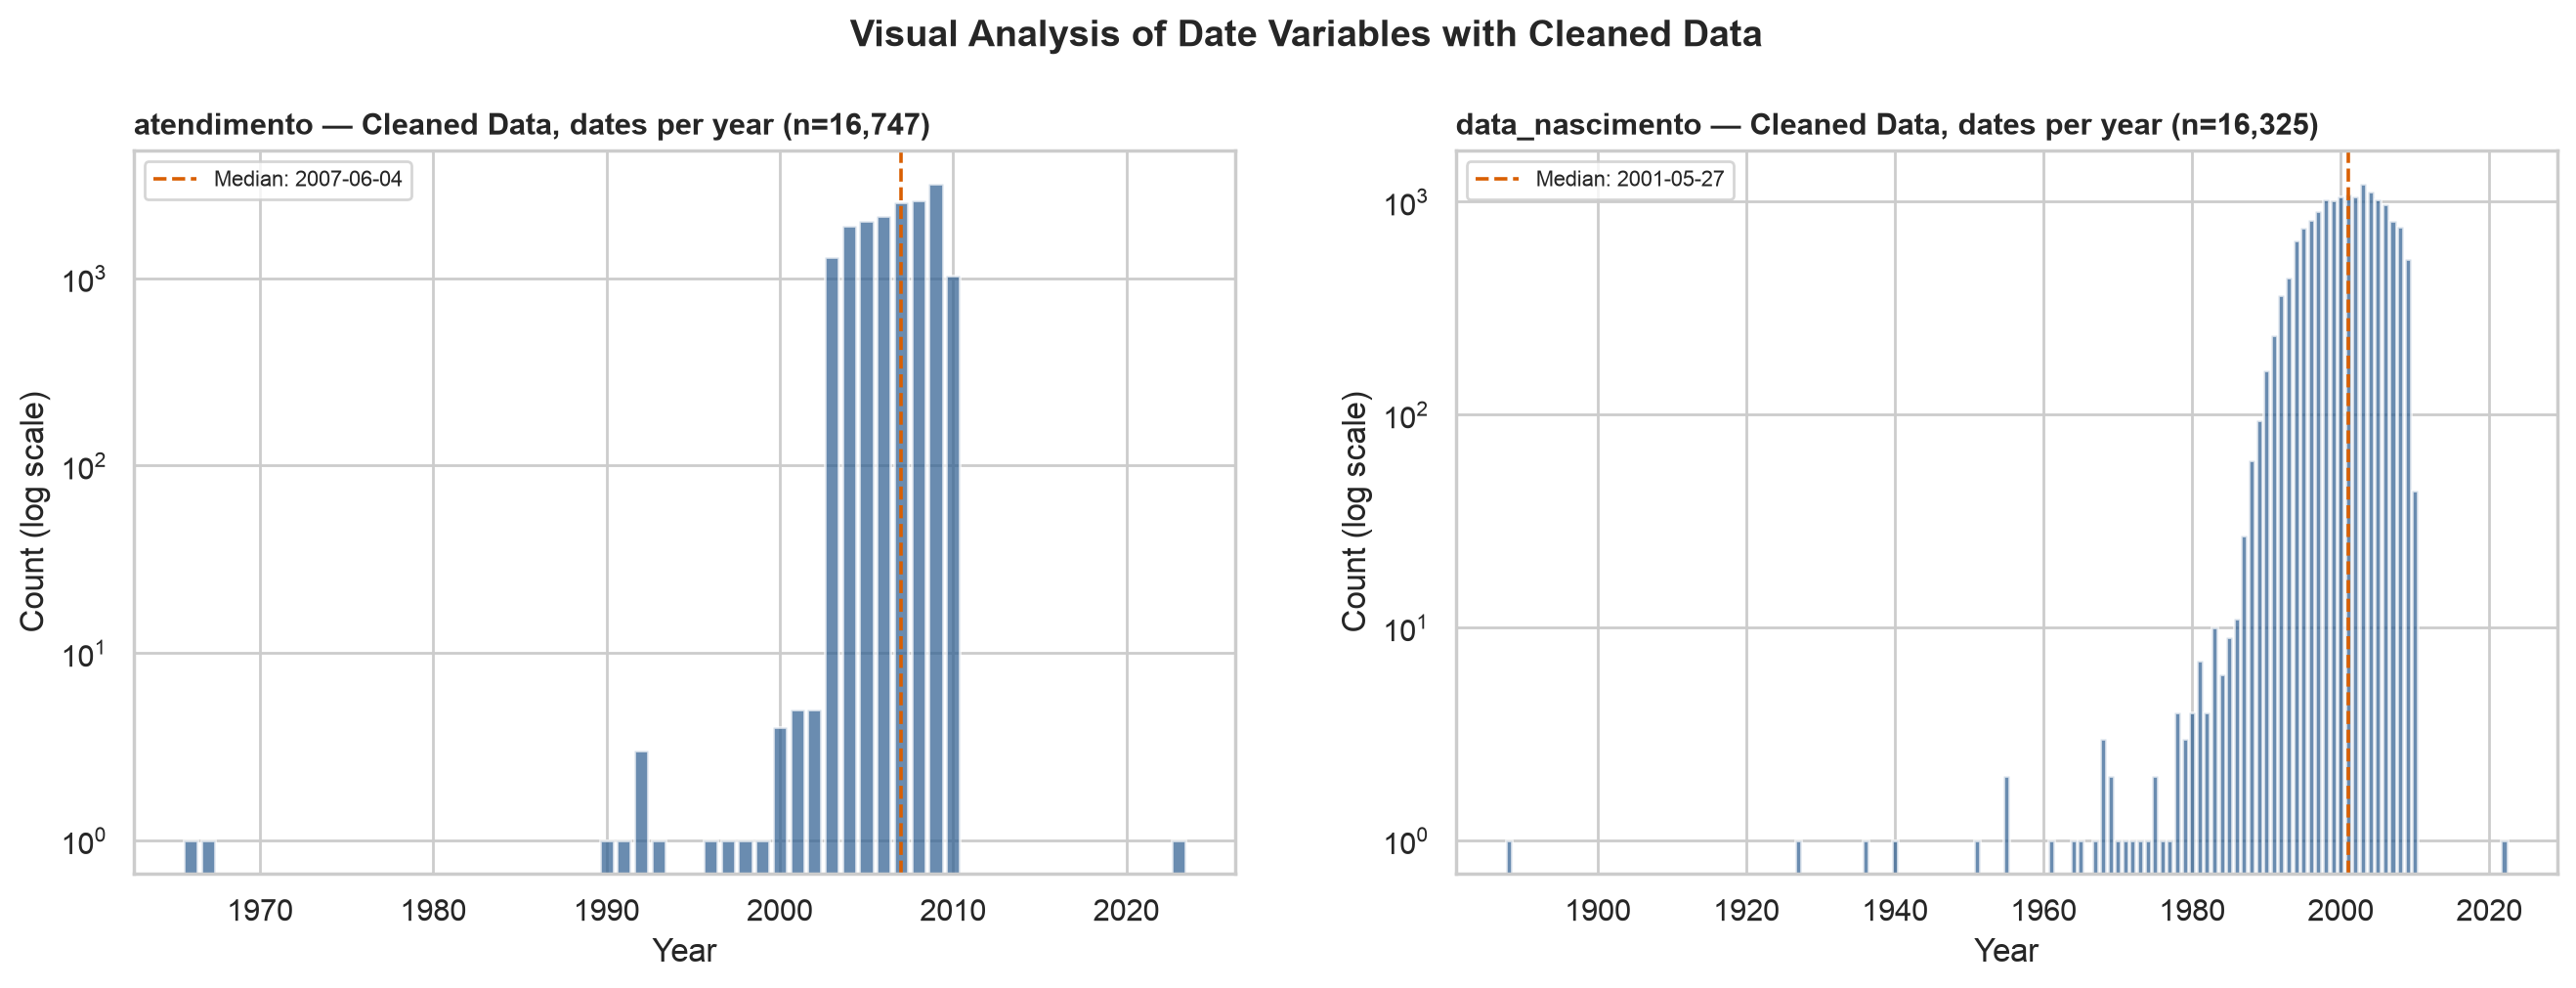 Visual Analysis of Date Variables with Cleaned Data
atendimento — Cleaned Data, dates per year (n=16,747)
Median: 2007-06-04
Count (log scale)
10³
10²
10¹
10⁰
1970 1980 1990 2000 2010 2020
Year
data_nascimento — Cleaned Data, dates per year (n=16,325)
Median: 2001-05-27
Count (log scale)
10³
10²
10¹
10⁰
1900 1920 1940 1960 1980 2000 2020
Year